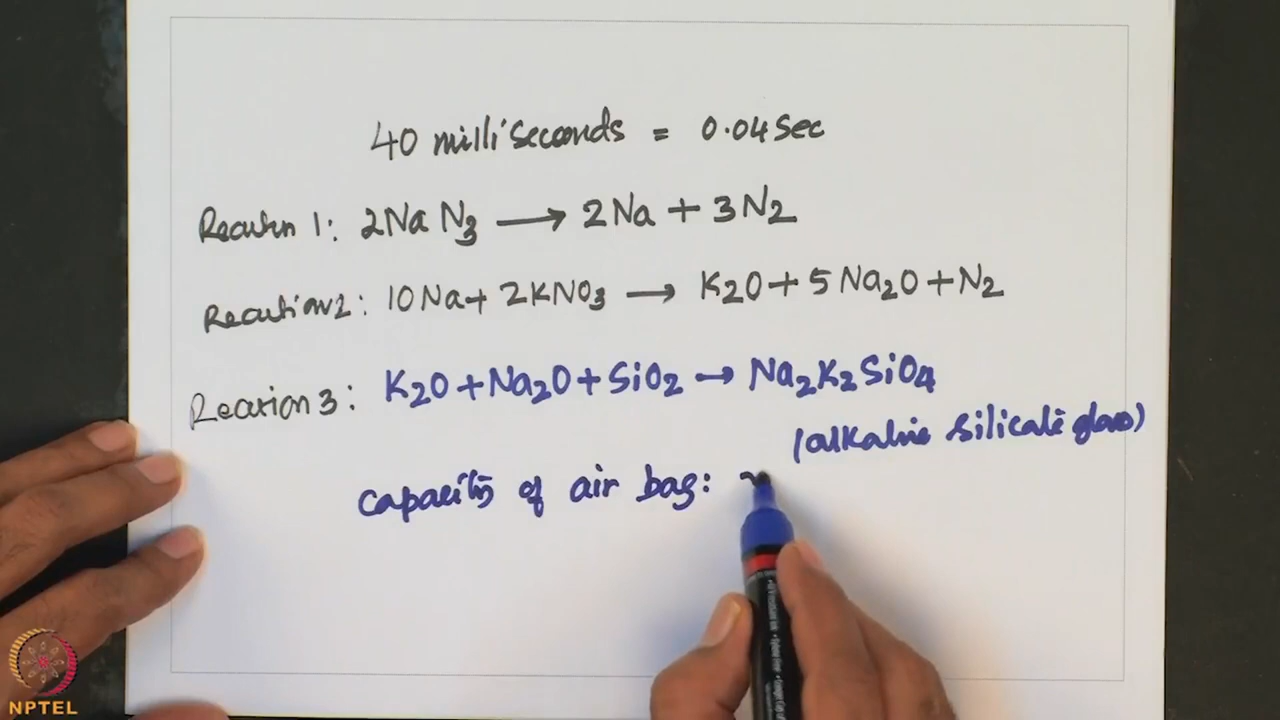 40 milliseconds = 0.04 sec
Reaction 1: 2NaN3 → 2Na + 3N2
Reaction 2: 10Na + 2KNO3 → K2O + 5Na2O + N2
Reaction 3: K2O + Na2O + SiO2 → Na2K2SiO4
(alkaline silicate glass)
capacity of air bag: ~
NPTEL